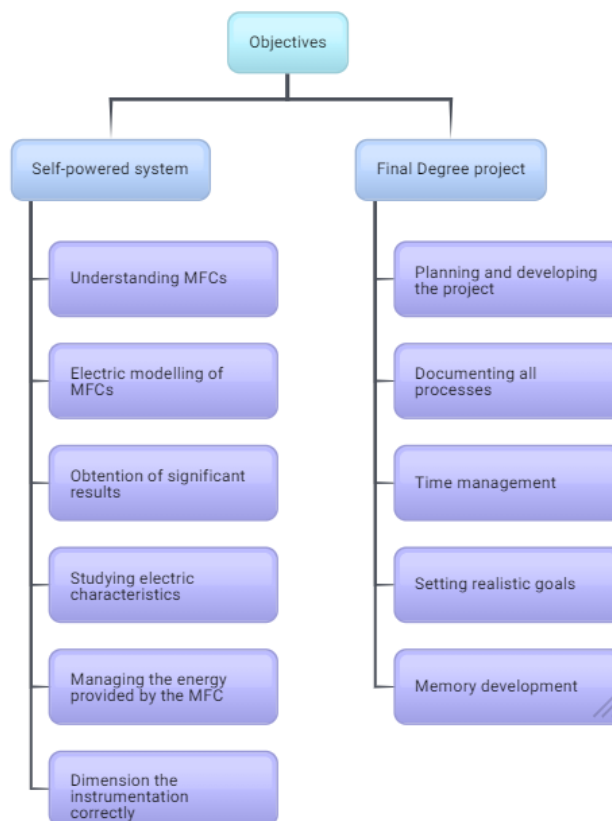 Objectives
Self-powered system
Final Degree project
Understanding MFCs
Electric modelling of
MFCs
Obtention of significant
results
Studying electric
characteristics
Managing the energy
provided by the MFC
Dimension the
instrumentation
correctly
Planning and developing
the project
Documenting all
processes
Time management
Setting realistic goals
Memory development